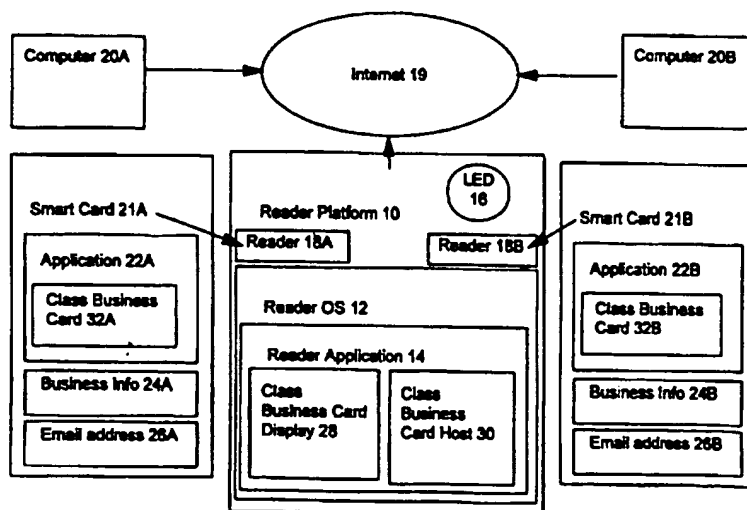 Computer 20A
Internet 19
Computer 20B
LED
16
Smart Card 21A
Reader Platform 10
Smart Card 21B
Reader 18A
Reader 18B
Application 22A
Application 22B
Class Business
Card 32A
Reader OS 12
Class Business
Card 32B
Reader Application 14
Business Info 24A
Class
Business Card
Display 28
Class
Business
Card Host 30
Business Info 24B
Email address 26A
Email address 26B